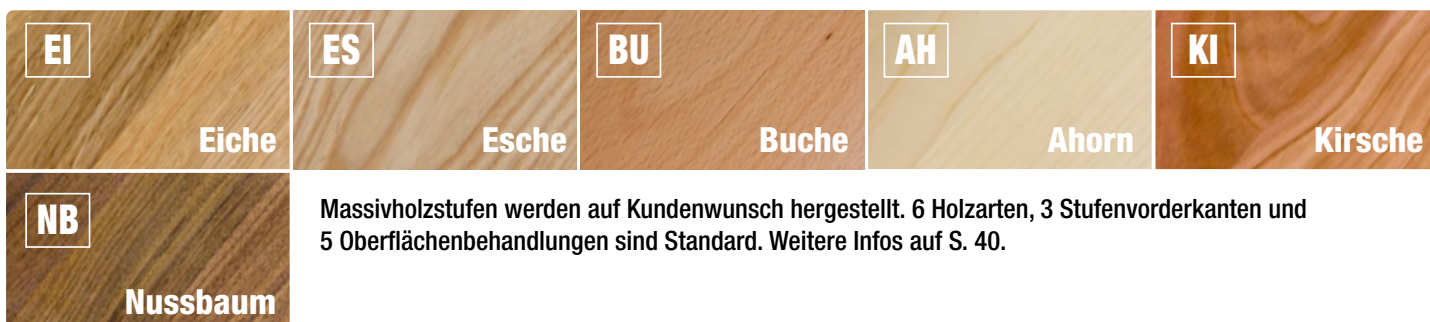 EI
Eiche
ES
Esche
BU
Buche
AH
Ahorn
KI
Kirsche
NB
Nussbaum
Massivholzstufen werden auf Kundenwunsch hergestellt. 6 Holzarten, 3 Stufenvorderkanten und
5 Oberflächenbehandlungen sind Standard. Weitere Infos auf S. 40.